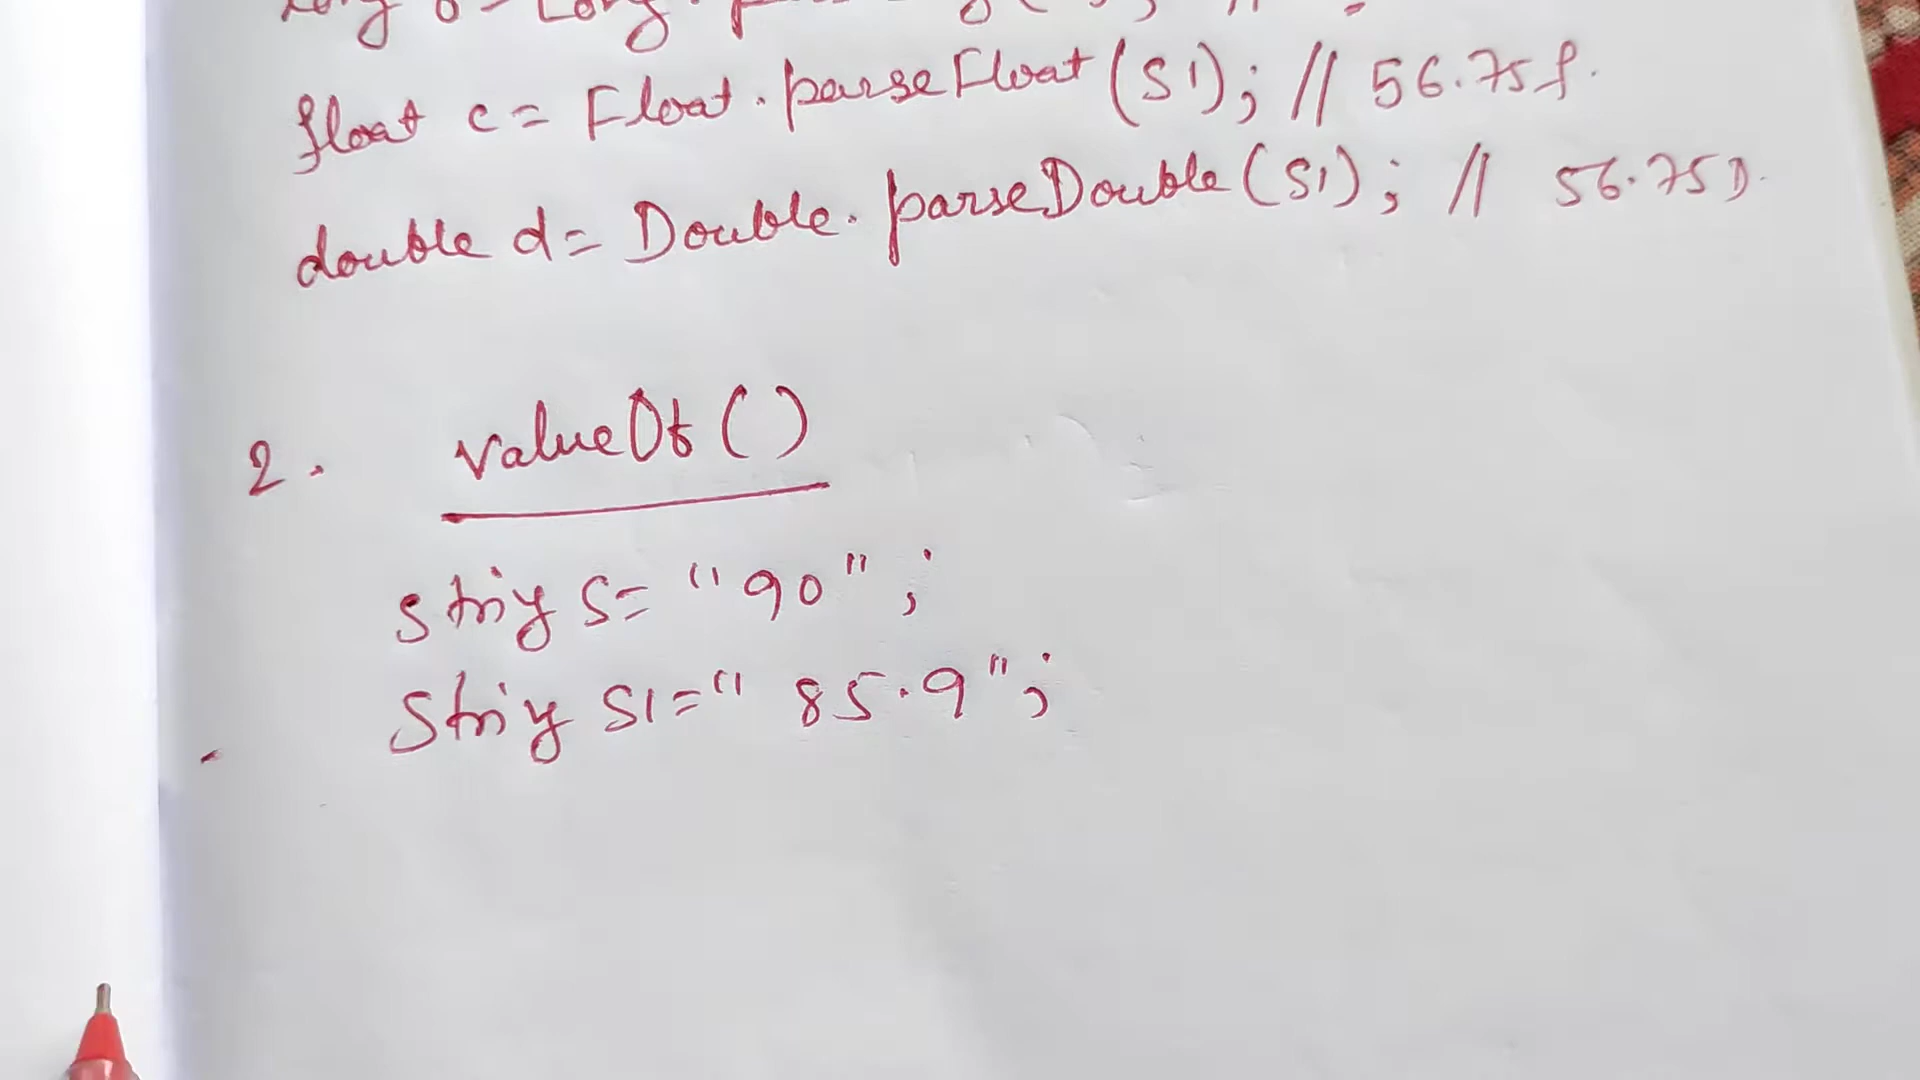 float c = Float.parseFloat(S1); // 56.75f.
double d = Double.parseDouble(S1); // 56.75D.
2. valueOf()
String S = "90";
String S1 = "85.9";